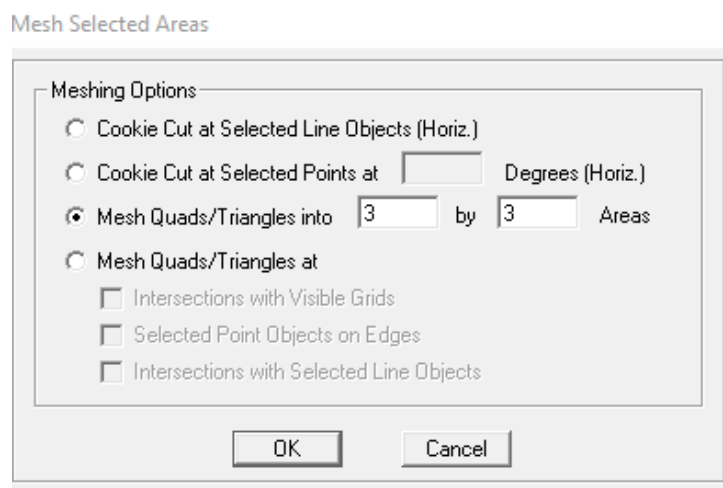 Mesh Selected Areas
Meshing Options
Cookie Cut at Selected Line Objects (Horiz.)
Cookie Cut at Selected Points at Degrees (Horiz.)
Mesh Quads/Triangles into 3 by 3 Areas
Mesh Quads/Triangles at
Intersections with Visible Grids
Selected Point Objects on Edges
Intersections with Selected Line Objects
OK Cancel